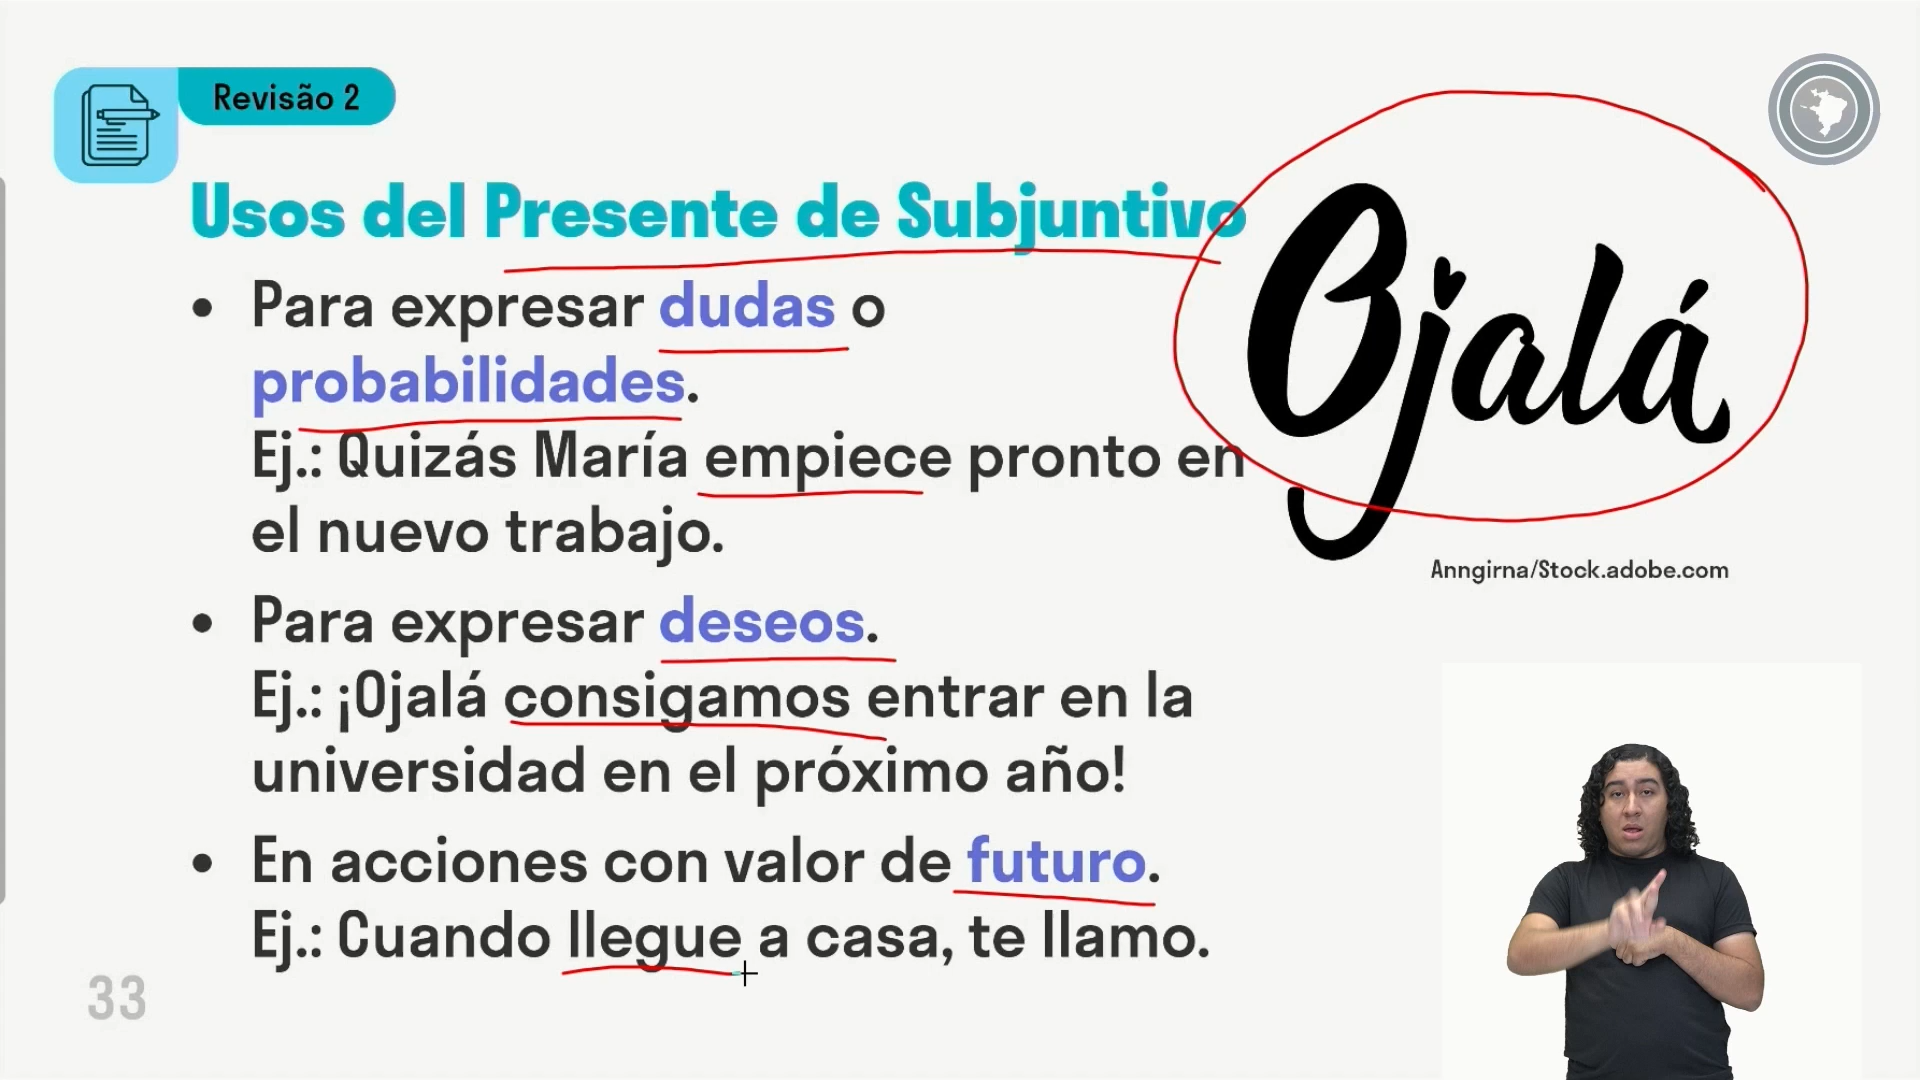 Revisão 2
Usos del Presente de Subjuntivo
• Para expresar dudas o
probabilidades.
Ej.: Quizás María empiece pronto en
el nuevo trabajo.
• Para expresar deseos.
Ej.: ¡Ojalá consigamos entrar en la
universidad en el próximo año!
• En acciones con valor de futuro.
Ej.: Cuando llegue a casa, te llamo.
Ojalá
Anngirna/Stock.adobe.com
33